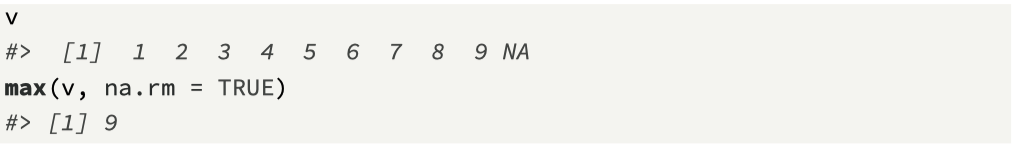 v
#>  [1]  1  2  3  4  5  6  7  8  9 NA
max(v, na.rm = TRUE)
#> [1] 9